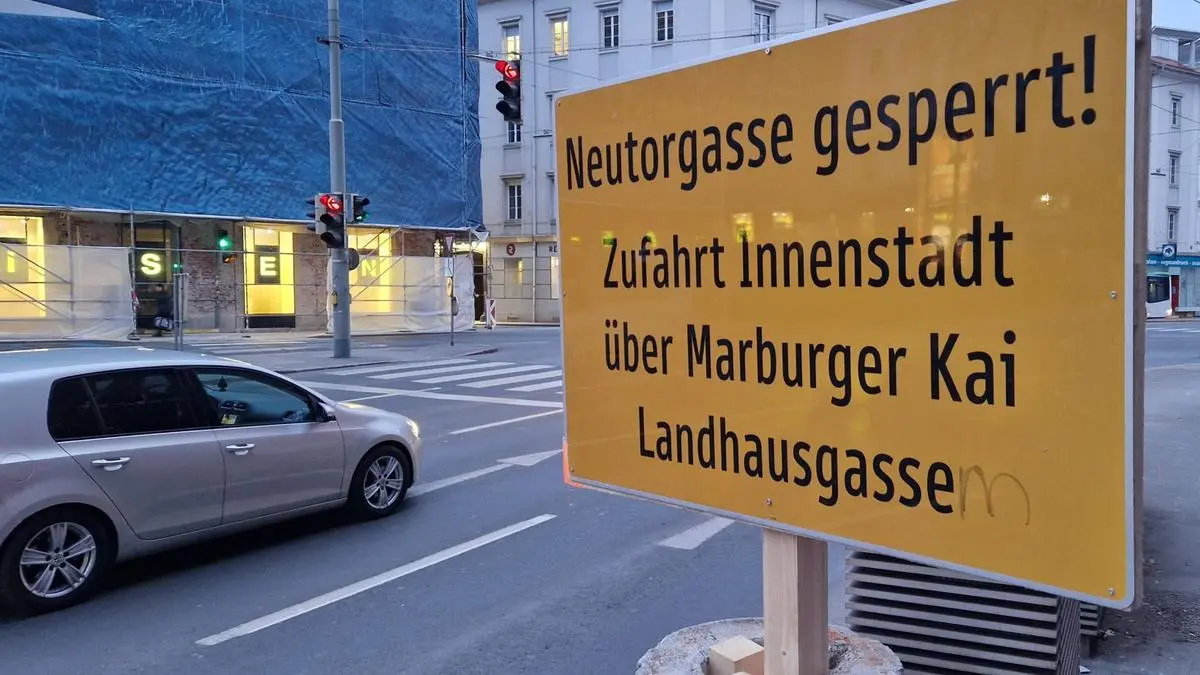 Neutorgasse gesperrt!
Zufahrt Innenstadt
über Marburger Kai
Landhausgassem
I S E N